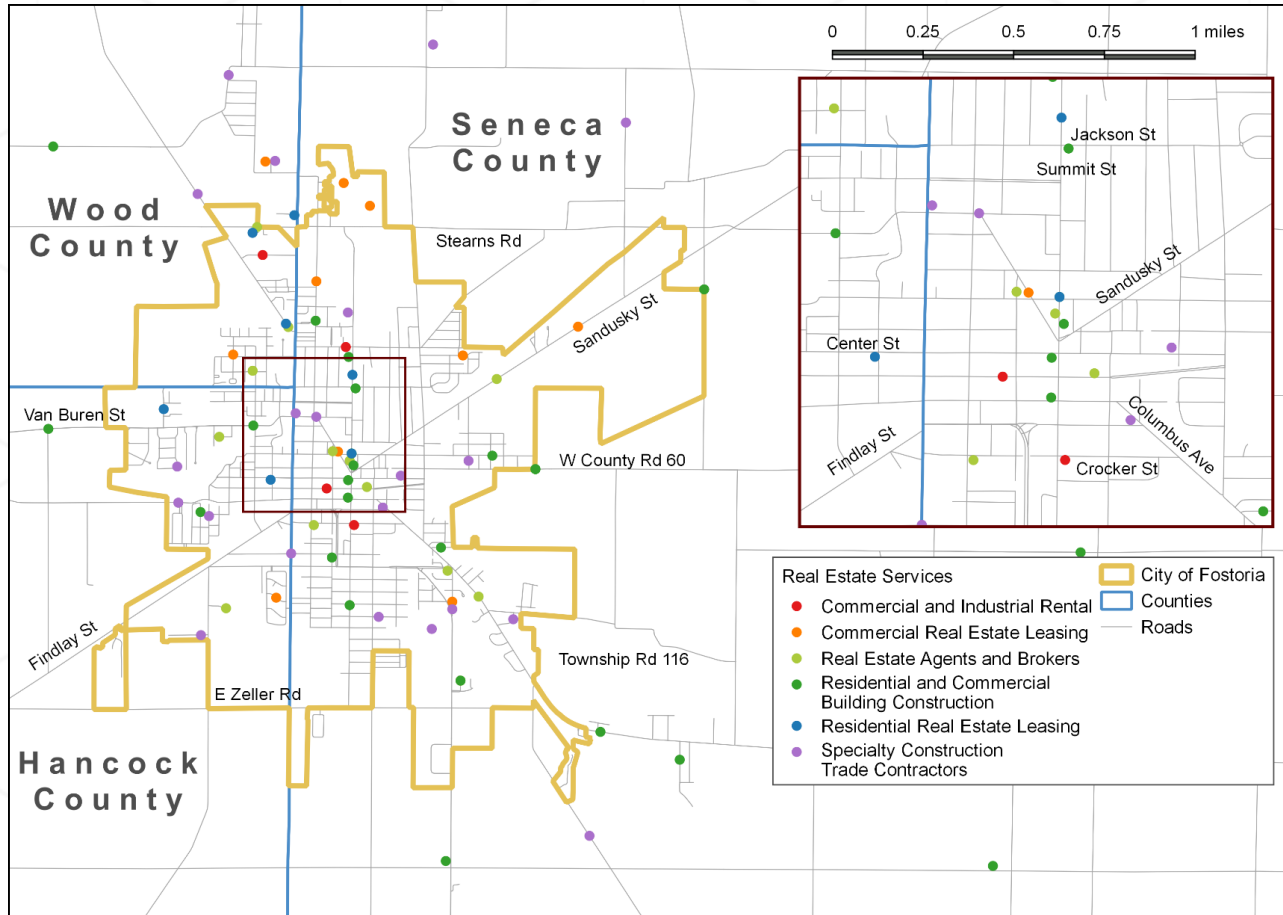 0 0.25 0.5 0.75 1 miles
Seneca
County
Wood
County
Stearns Rd
Sandusky St
Van Buren St
W County Rd 60
Findlay St
Township Rd 116
E Zeller Rd
Hancock
County
Jackson St
Summit St
Sandusky St
Center St
Columbus Ave
Findlay St
Crocker St
Real Estate Services
Commercial and Industrial Rental
Commercial Real Estate Leasing
Real Estate Agents and Brokers
Residential and Commercial
Building Construction
Residential Real Estate Leasing
Specialty Construction
Trade Contractors
City of Fostoria
Counties
Roads